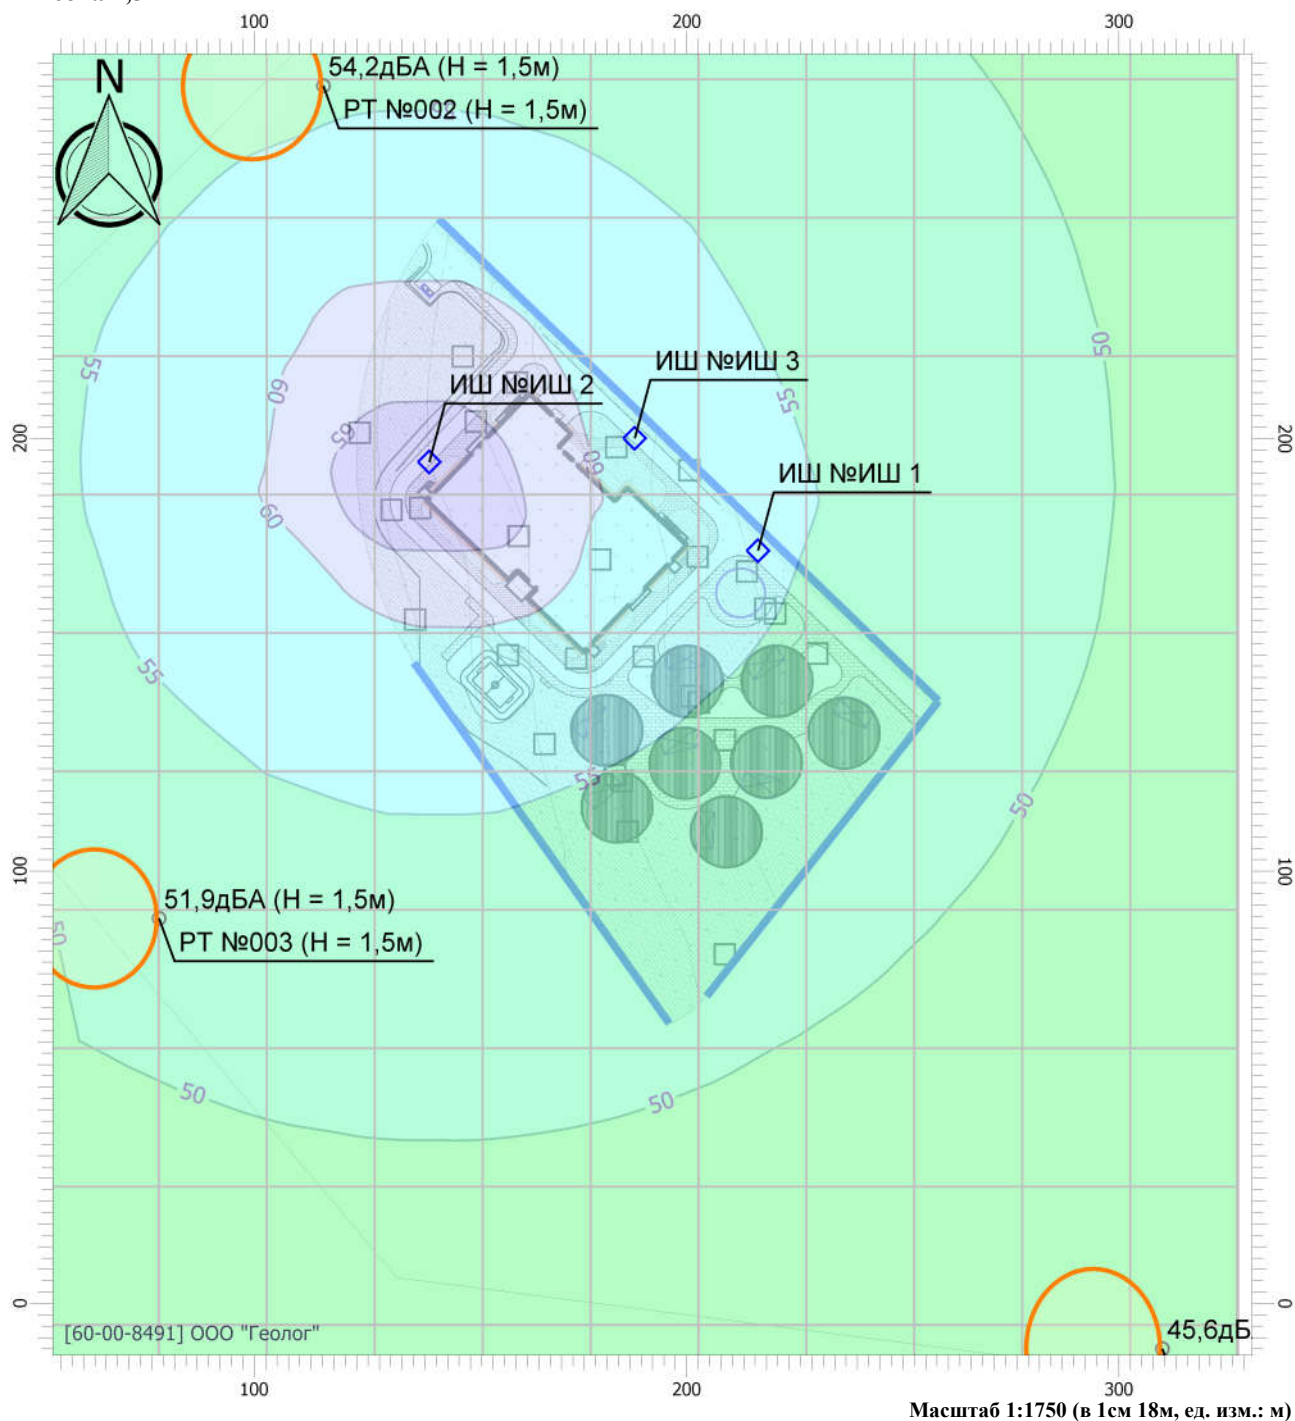 100 200 300
54,2дБА (H = 1,5м)
N
РТ №002 (H = 1,5м)
50
55
ИШ №ИШ 3
60
ИШ №ИШ 2
55
65
200
200
60
ИШ №ИШ 1
60
55
55
50
100
100
51,9дБА (H = 1,5м)
50
РТ №003 (H = 1,5м)
50
50
0
0
45,6дБ
[60-00-8491] ООО "Геолог"
100 200 300
Масштаб 1:1750 (в 1см 18м, ед. изм.: м)